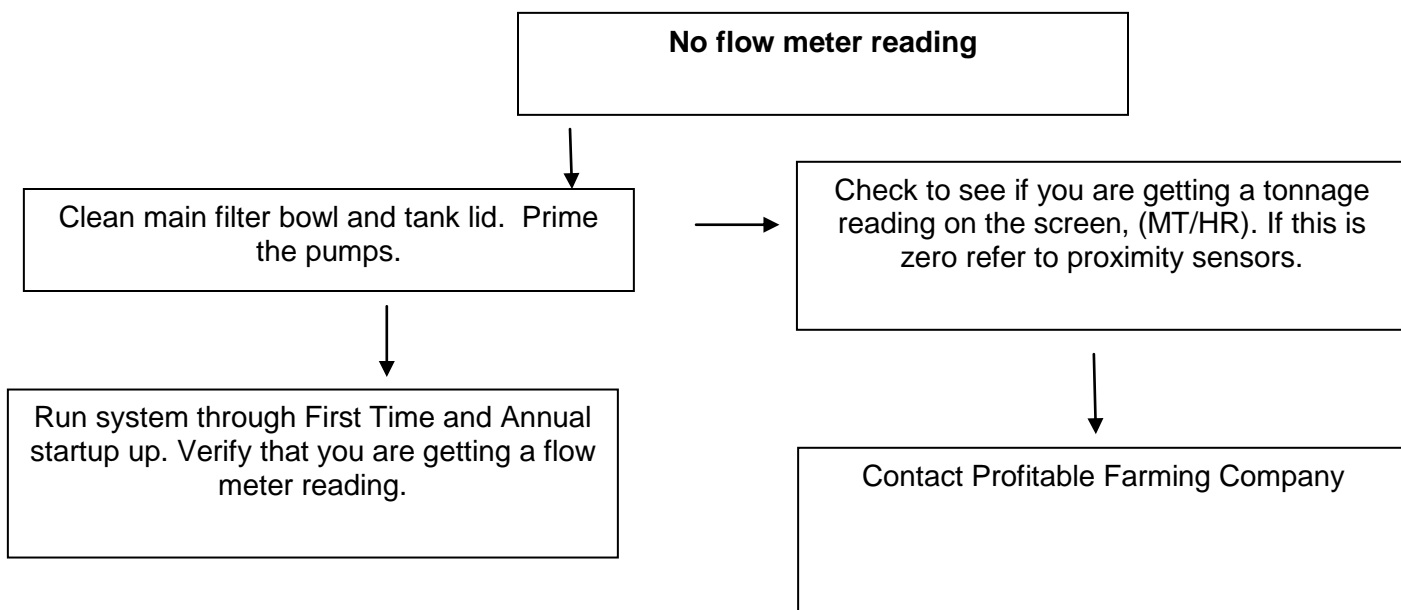 No flow meter reading
Clean main filter bowl and tank lid.  Prime
the pumps.
Check to see if you are getting a tonnage
reading on the screen, (MT/HR). If this is
zero refer to proximity sensors.
Run system through First Time and Annual
startup up. Verify that you are getting a flow
meter reading.
Contact Profitable Farming Company